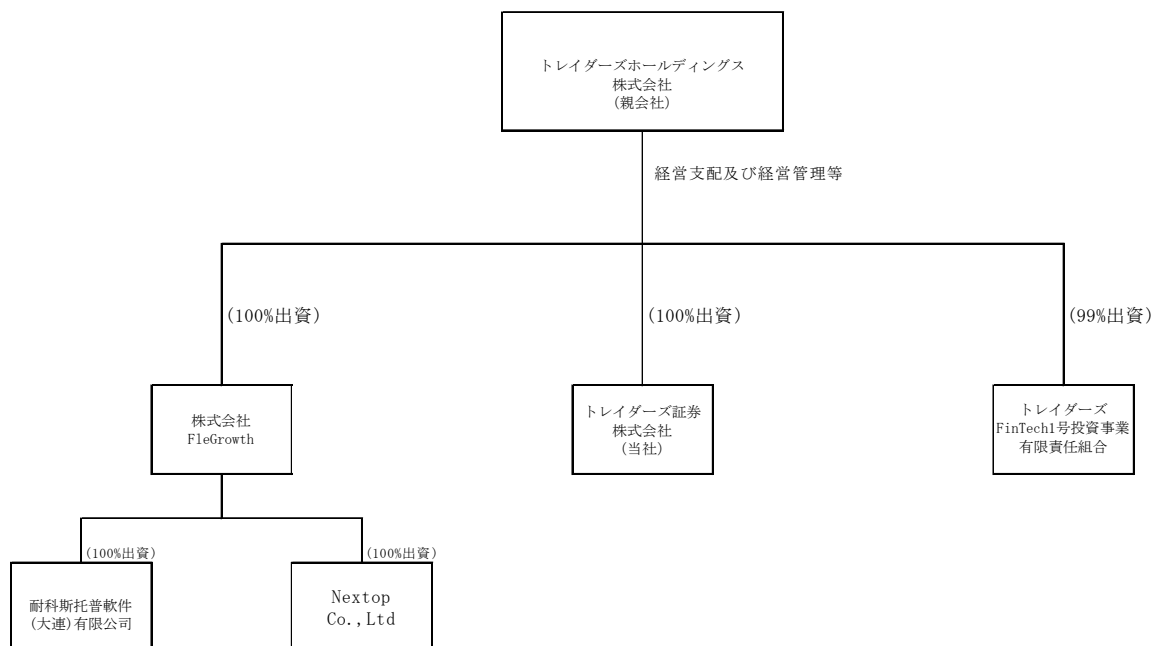 トレイダーズホールディングス
株式会社
(親会社)
経営支配及び経営管理等
(100%出資)
(100%出資)
(99%出資)
株式会社
FleGrowth
トレイダーズ証券
株式会社
(当社)
トレイダーズ
FinTech1号投資事業
有限責任組合
(100%出資)
(100%出資)
耐科斯托普軟件
(大連)有限公司
Nextop
Co.,Ltd